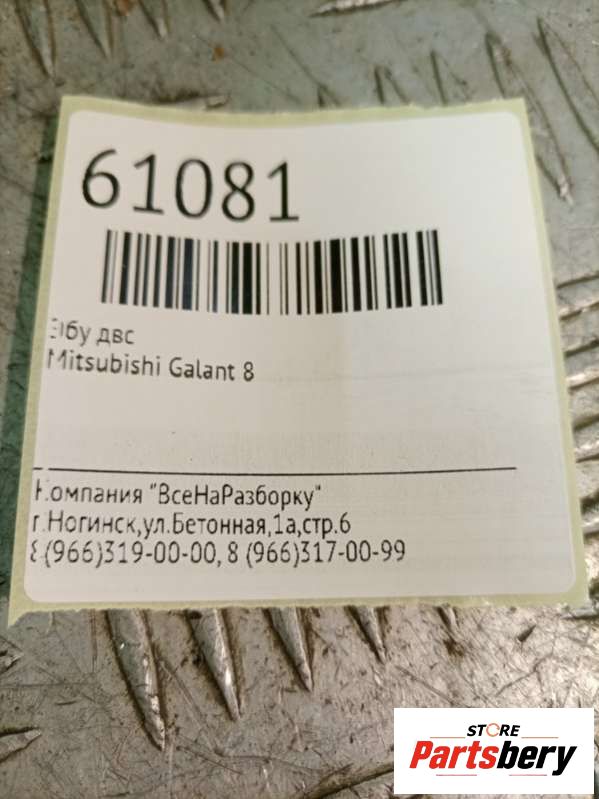 61081
Эбу двс
Mitsubishi Galant 8
Компания "ВсеНаРазборку"
г.Ногинск,ул.Бетонная,1а,стр.6
8 (966)319-00-00, 8 (966)317-00-99
STORE
Partsbery